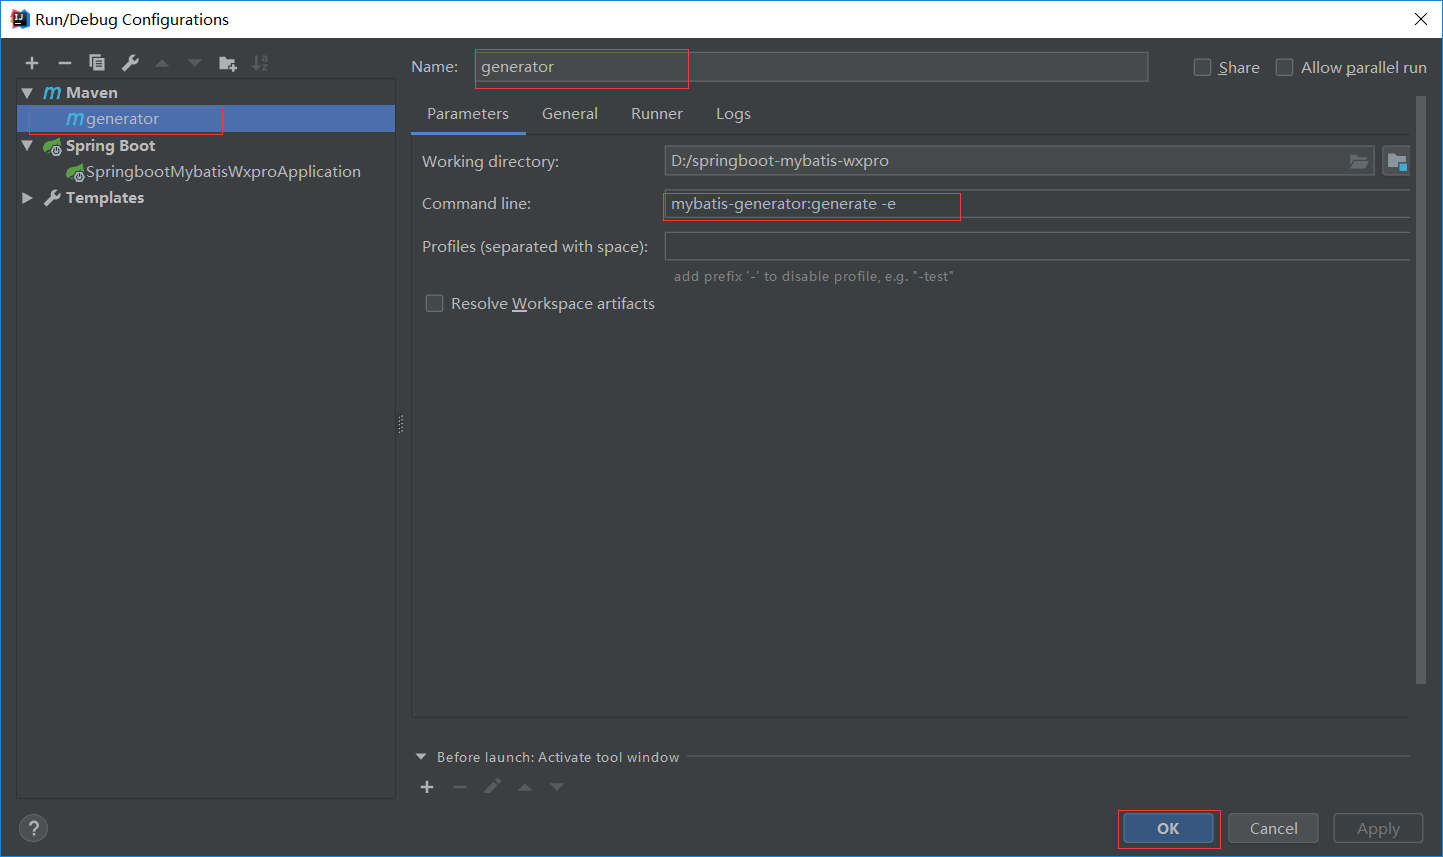 Run/Debug Configurations
Name: generator
Share
Allow parallel run
Maven
generator
Spring Boot
SpringbootMybatisWxproApplication
Templates
Parameters General Runner Logs
Working directory: D:/springboot-mybatis-wxpro
Command line: mybatis-generator:generate -e
Profiles (separated with space):
add prefix '-' to disable profile, e.g. "-test"
Resolve Workspace artifacts
Before launch: Activate tool window
?
OK Cancel Apply